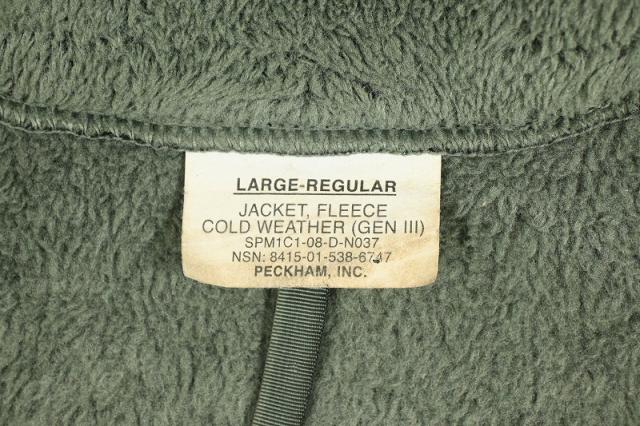 LARGE-REGULAR
JACKET, FLEECE
COLD WEATHER (GEN III)
SPM1C1-08-D-N037
NSN: 8415-01-538-6747
PECKHAM, INC.